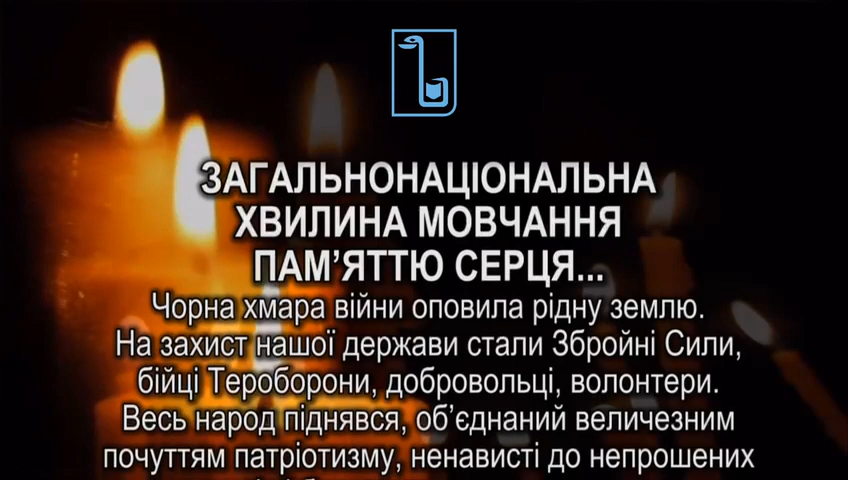 ЗАГАЛЬНОНАЦІОНАЛЬНА
ХВИЛИНА МОВЧАННЯ
ПАМ’ЯТТЮ СЕРЦЯ...
Чорна хмара війни оповила рідну землю.
На захист нашої держави стали Збройні Сили,
бійці Тероборони, добровольці, волонтери.
Весь народ піднявся, об’єднаний величезним
почуттям патріотизму, ненависті до непрошених